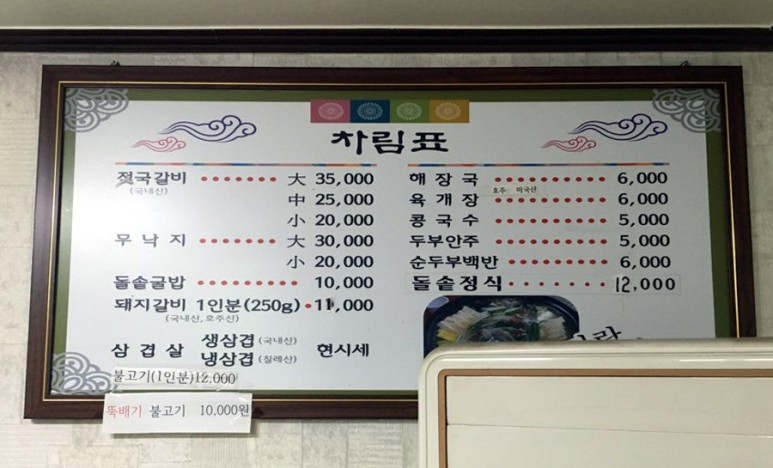 차림표
전국갈비 ········ 大 35,000
(국내산)
中 25,000
小 20,000
무낙지 ········ 大 30,000
小 20,000
돌솥굴밥 ········· 10,000
돼지갈비 1인분(250g) · 11,000
(국내산,호주산)
삼겹살 생삼겹 (국내산) 현시세
냉삼겹 (칠레산)
불고기(1인분)12,000
뚝배기 불고기 10,000원
해장국 ········· 6,000
호주 미국산
육개장 ········· 6,000
콩국수 ········· 5,000
두부안주 ········· 5,000
순두부백반 ········ 6,000
돌솥정식 ······· 12,000